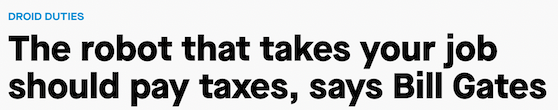 DROID DUTIES
The robot that takes your job
should pay taxes, says Bill Gates